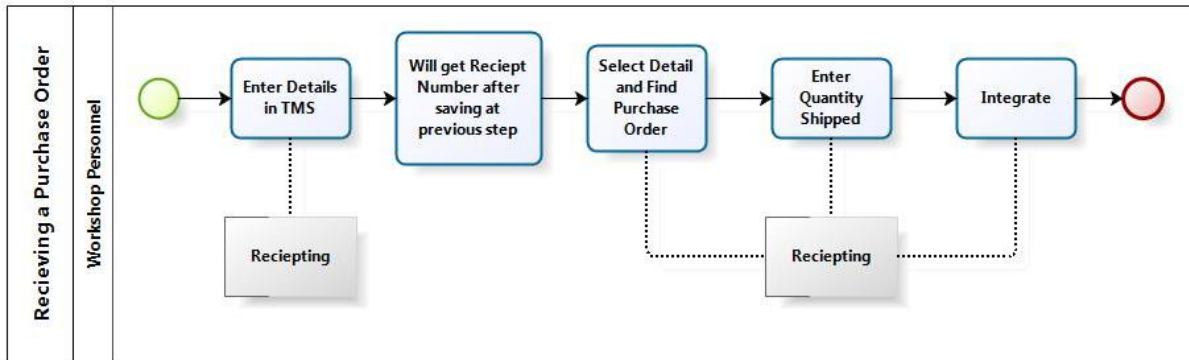 Recieving a Purchase Order
Workshop Personnel
Enter Details
in TMS
Will get Reciept
Number after
saving at
previous step
Select Detail
and Find
Purchase
Order
Enter
Quantity
Shipped
Integrate
Reciepting
Reciepting